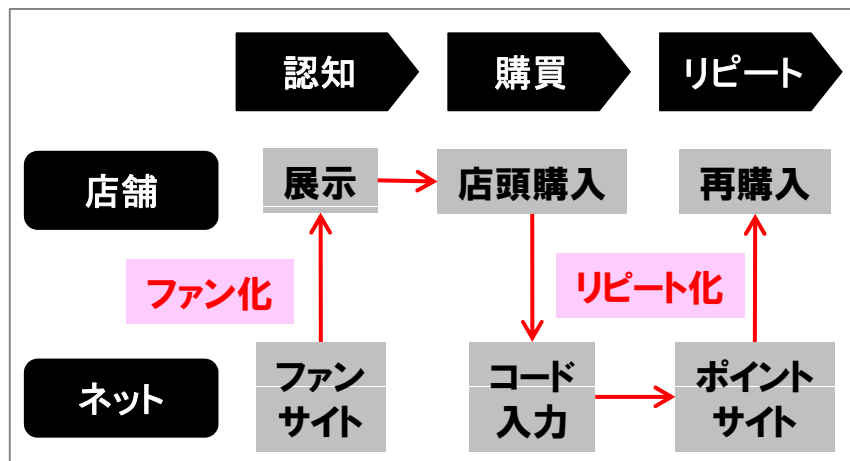 認知
購買
リピート
店舗
展示
店頭購入
再購入
ファン化
リピート化
ネット
ファン
サイト
コード
入力
ポイント
サイト